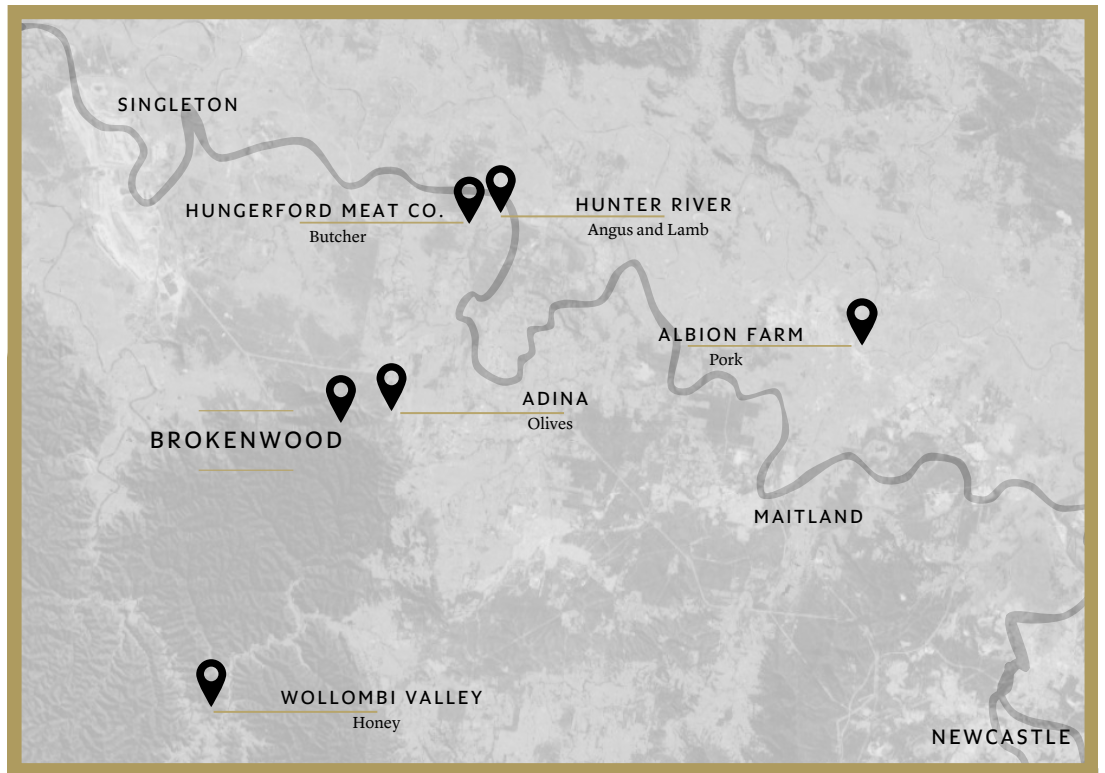 SINGLETON
HUNGERFORD MEAT CO.
Butcher
HUNTER RIVER
Angus and Lamb
ALBION FARM
Pork
ADINA
Olives
BROKENWOOD
MAITLAND
WOLLOMBI VALLEY
Honey
NEWCASTLE